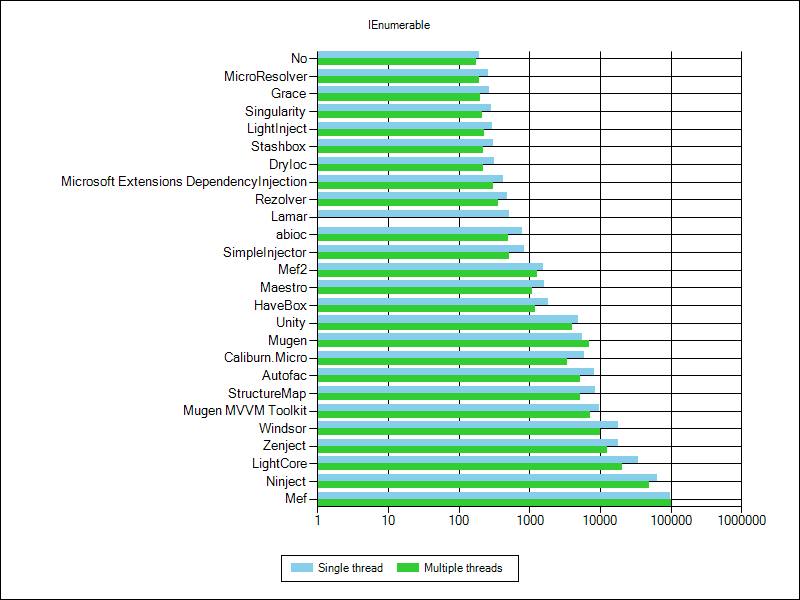 IEnumerable
No
MicroResolver
Grace
Singularity
LightInject
Stashbox
DryIoc
Microsoft Extensions DependencyInjection
Rezolver
Lamar
abioc
SimpleInjector
Mef2
Maestro
HaveBox
Unity
Mugen
Caliburn.Micro
Autofac
StructureMap
Mugen MVVM Toolkit
Windsor
Zenject
LightCore
Ninject
Mef
1 10 100 1000 10000 100000 1000000
Single thread Multiple threads